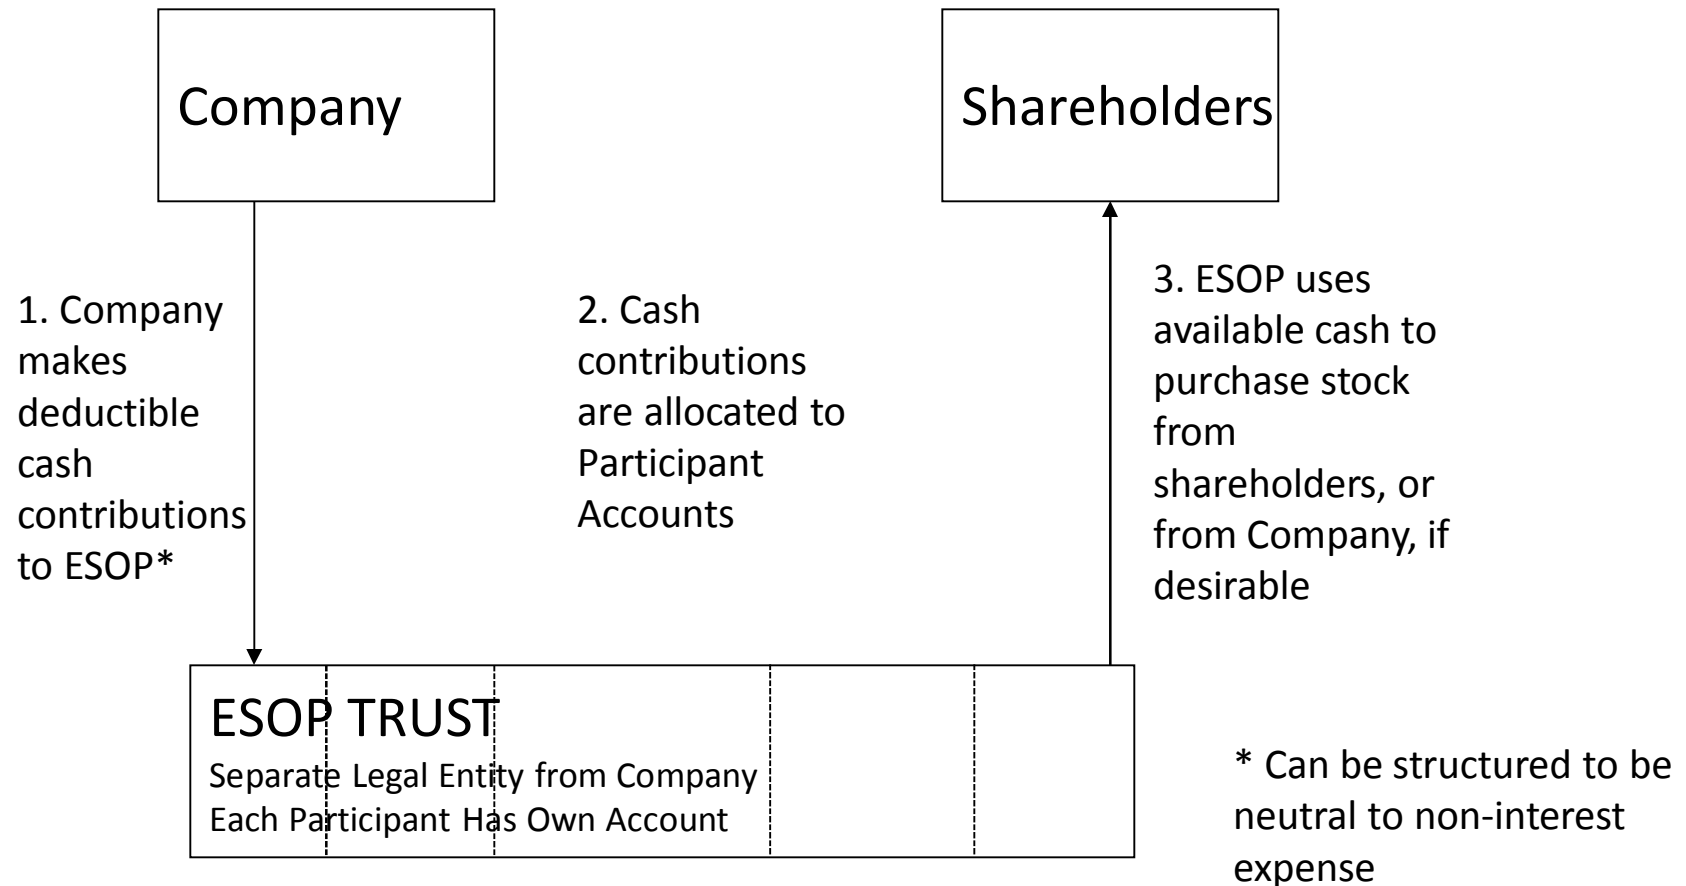 Company
Shareholders
1. Company
makes
deductible
cash
contributions
to ESOP*
2. Cash
contributions
are allocated to
Participant
Accounts
3. ESOP uses
available cash to
purchase stock
from
shareholders, or
from Company, if
desirable
ESOP TRUST
Separate Legal Entity from Company
Each Participant Has Own Account
* Can be structured to be
neutral to non-interest
expense